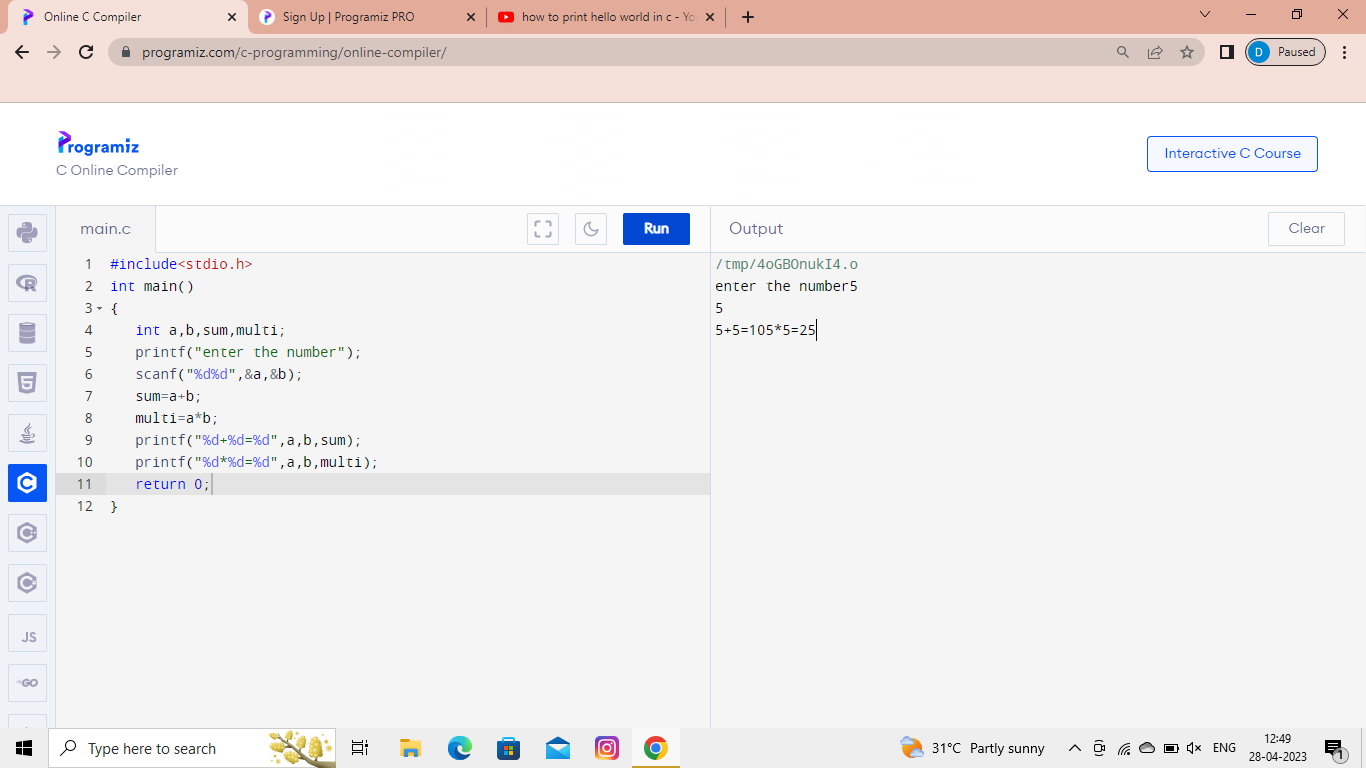 Online C Compiler
Sign Up | Programiz PRO
how to print hello world in c - Yo
programiz.com/c-programming/online-compiler/
D
Paused
Programiz
C Online Compiler
Interactive C Course
main.c
Run
Output
Clear
1 #include<stdio.h>
2 int main()
3 {
4 int a,b,sum,multi;
5 printf("enter the number");
6 scanf("%d%d",&a,&b);
7 sum=a+b;
8 multi=a*b;
9 printf("%d+%d=%d",a,b,sum);
10 printf("%d*%d=%d",a,b,multi);
11 return 0;
12 }
/tmp/4oGBOnukI4.o
enter the number5
5
5+5=105*5=25
JS
GO
Type here to search
31°C Partly sunny
ENG
12:49
28-04-2023
1